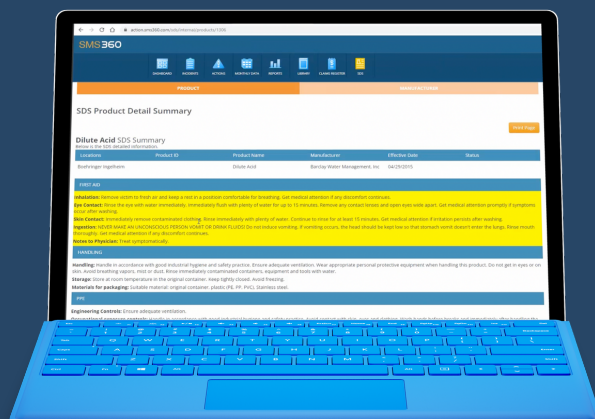 action.sms360.com/sds/intense/products/1306
SMS360
DASHBOARD INCIDENTS ACTIONS MONTHLY DATA REPORTS LIBRARY CLAIMS REGISTER SDS
PRODUCT MANUFACTURER
SDS Product Detail Summary
Print Page
Dilute Acid SDS Summary
Below is the SDS detailed information.
Locations Product ID Product Name Manufacturer Effective Date Status
Boehringer Ingelheim Dilute Acid Barclay Water Management, Inc 04/29/2015
FIRST-AID
Inhalation: Remove victim to fresh air and keep a rest in a position comfortable for breathing. Get medical attention if any discomfort continues.
Eye Contact: Rinse the eye with water immediately. Immediately flush with plenty of water for up to 15 minutes. Remove any contact lenses and open eyes wide apart. Get medical attention promptly if symptoms
occur after washing.
Skin Contact: Immediately remove contaminated clothing. Rinse immediately with plenty of water. Continue to rinse for at least 15 minutes. Get medical attention if irritation persists after washing.
Ingestion: NEVER MAKE AN UNCONSCIOUS PERSON VOMIT OR DRINK FLUIDS! Do not induce vomiting. If vomiting occurs, the head should be kept low so that stomach vomit doesn't enter the lungs. Rinse mouth
thoroughly. Get medical attention if any discomfort continues.
Notes to Physician: Treat symptomatically.
HANDLING
Handling: Handle in accordance with good industrial hygiene and safety practice. Ensure adequate ventilation. Wear appropriate personal protective equipment when handling this product. Do not get in eyes or on
skin. Avoid breathing vapors, mist or dust. Rinse immediately contaminated containers, equipment and tools with water.
Storage: Store at room temperature in the original container. Keep tightly closed. Avoid freezing.
Materials for packaging: Suitable material: original container, plastic (PE, PP, PVC), Stainless steel.
PPE
Engineering Controls: Ensure adequate ventilation.